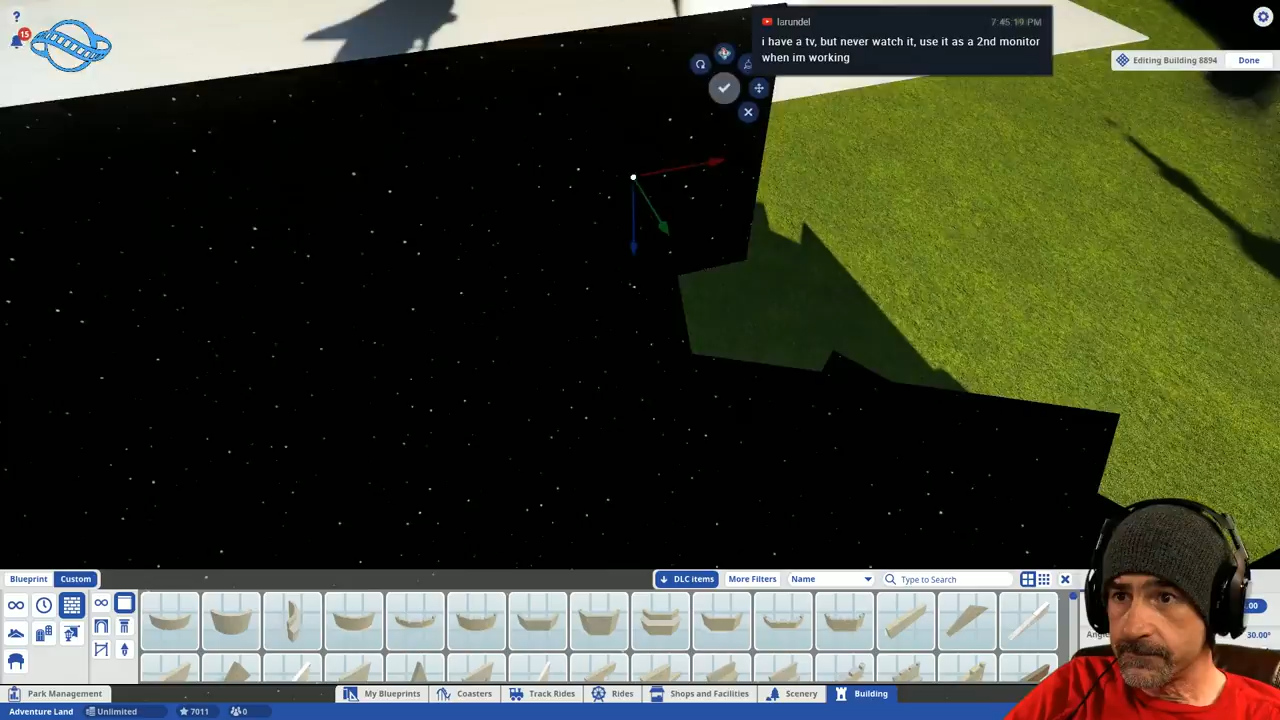 ?
15
larundel
7:45:19 PM
i have a tv, but never watch it, use it as a 2nd monitor
when im working
Editing Building 8894
Done
Blueprint
Custom
DLC items
More Filters
Name
Type to Search
.00
30.00°
Park Management
My Blueprints
Coasters
Track Rides
Rides
Shops and Facilities
Scenery
Building
Adventure Land
Unlimited
7011
0